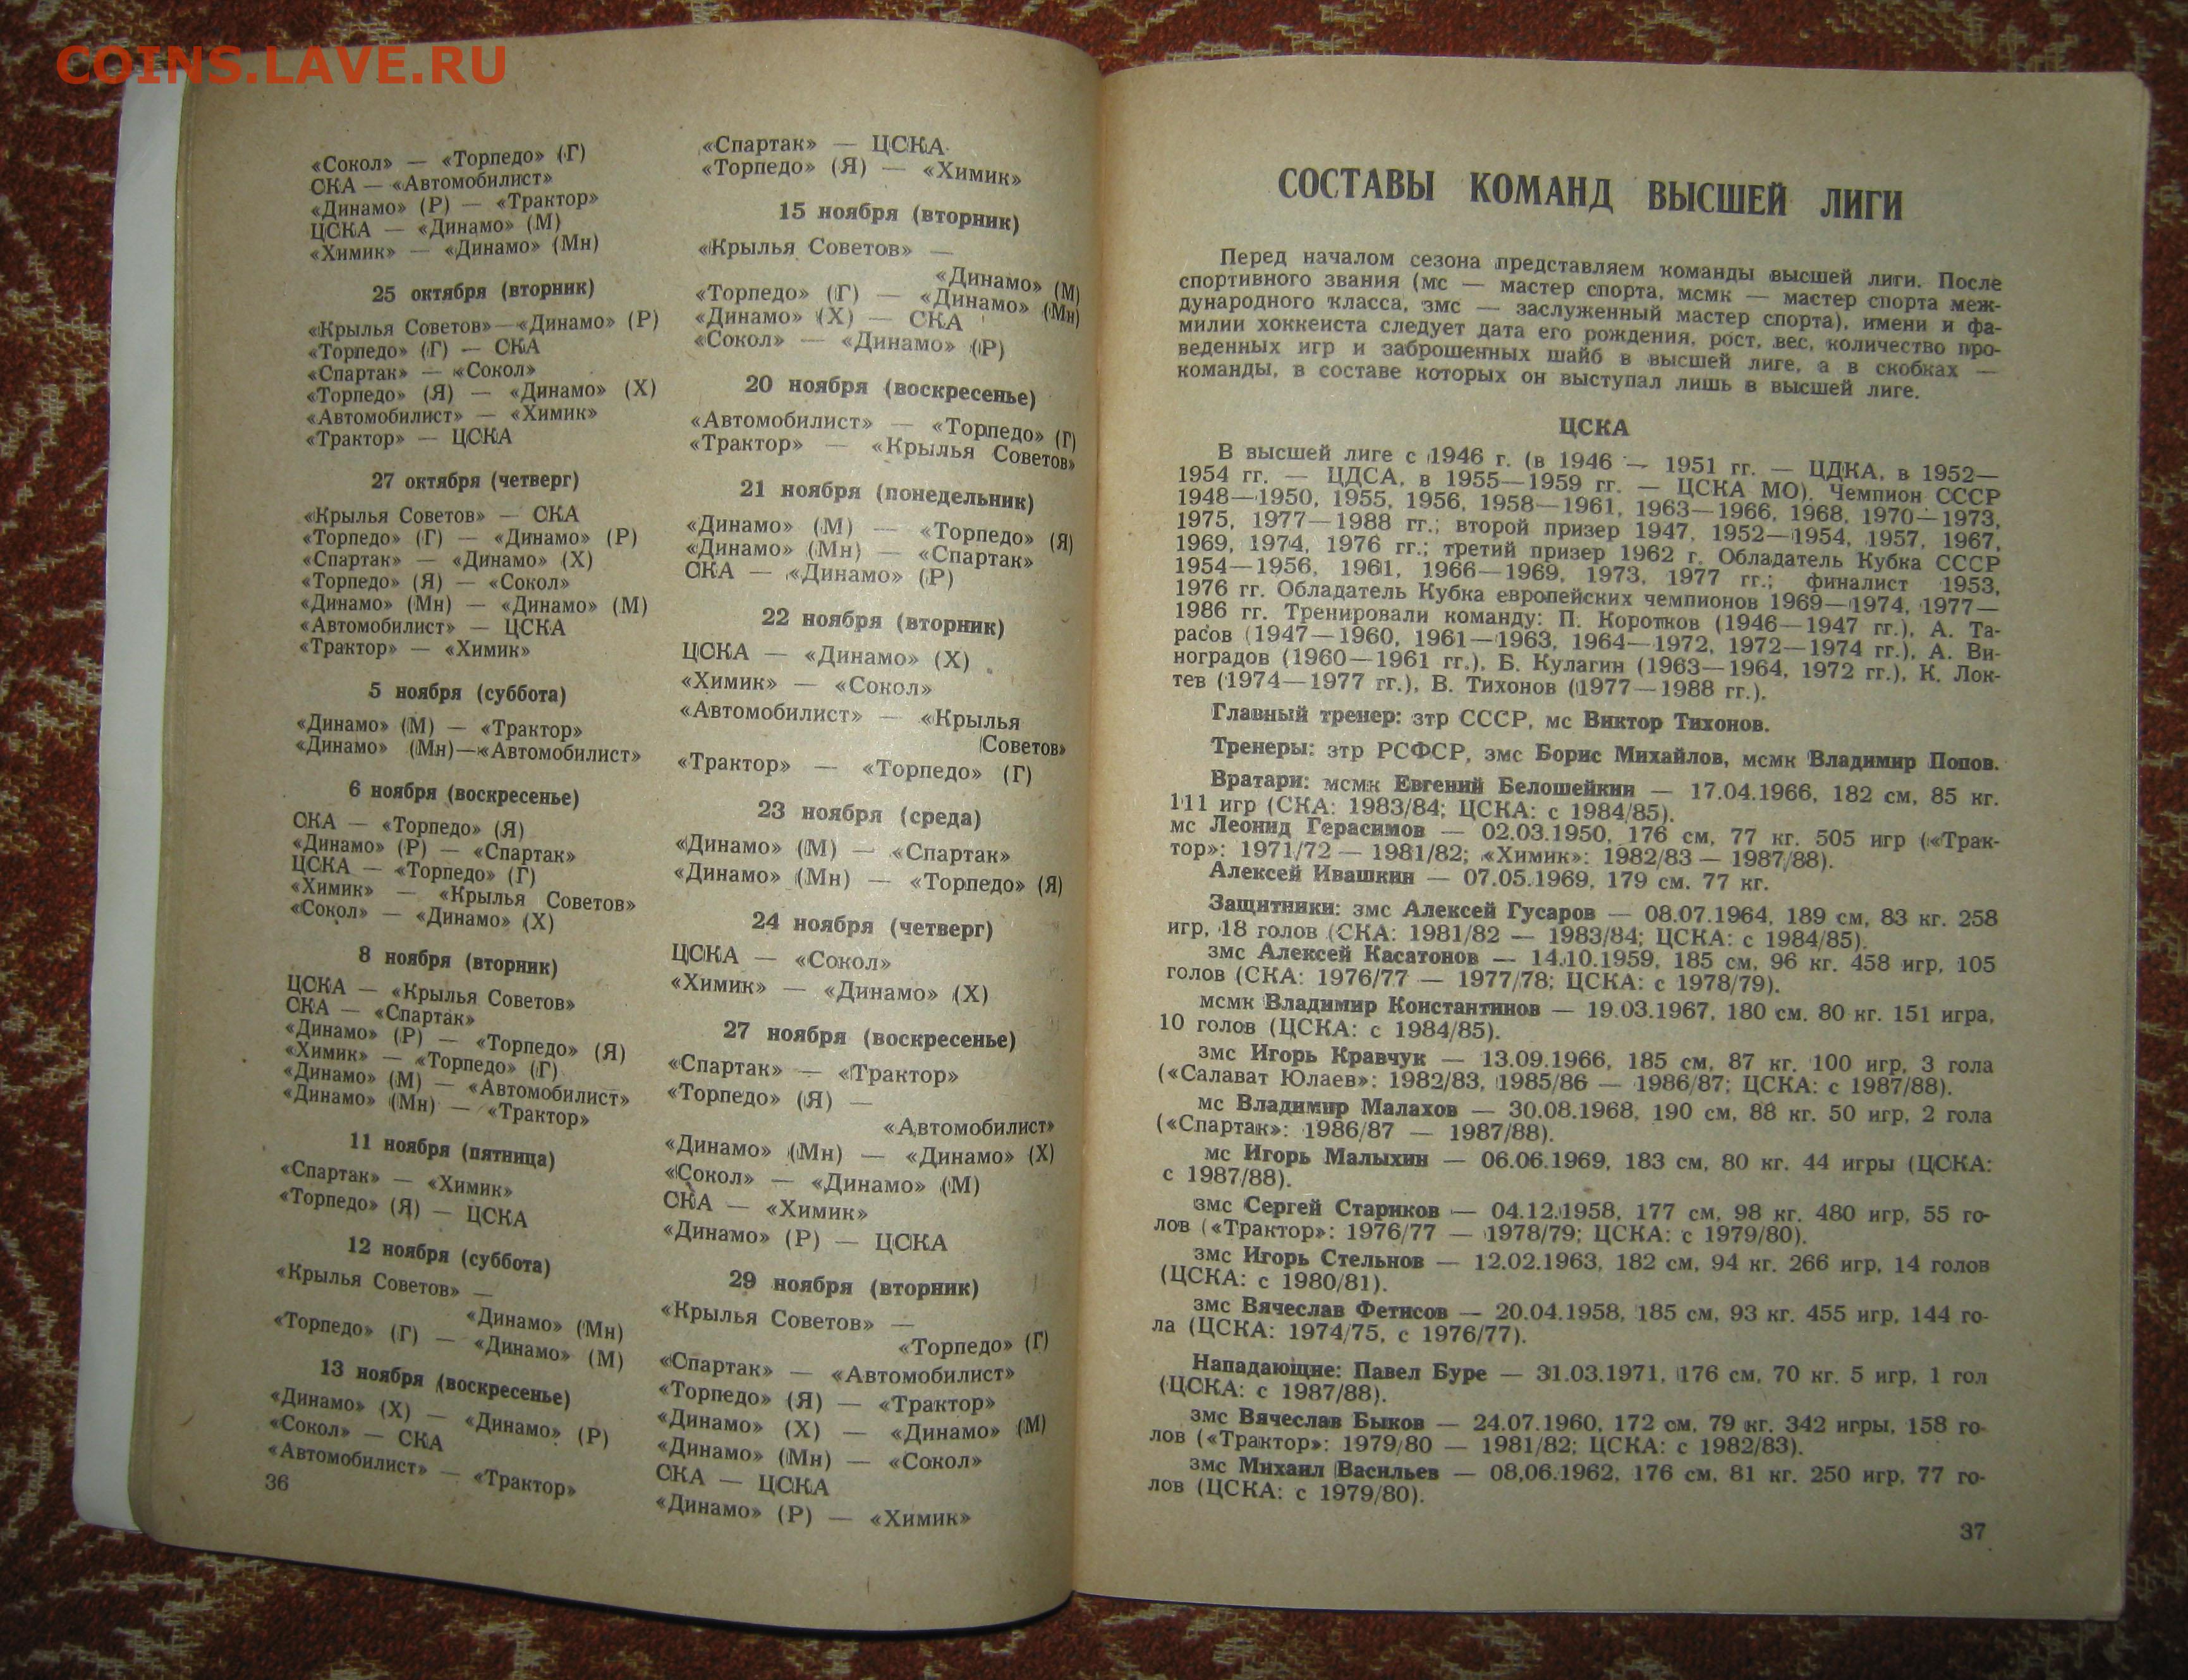 COINS.LAVE.RU
«Сокол» — «Торпедо» (Г)
СКА — «Автомобилист»
«Динамо» (Р) — «Трактор»
ЦСКА — «Динамо» (М)
«Химик» — «Динамо» (Мн)
25 октября (вторник)
«Крылья Советов»—«Динамо» (Р)
«Торпедо» (Г) — СКА
«Спартак» — «Сокол»
«Торпедо» (Я) — «Динамо» (Х)
«Автомобилист» — «Химик»
«Трактор» — ЦСКА
27 октября (четверг)
«Крылья Советов» — СКА
«Торпедо» (Г) — «Динамо» (Р)
«Спартак» — «Динамо» (Х)
«Торпедо» (Я) — «Сокол»
«Динамо» (Мн) — «Динамо» (М)
«Автомобилист» — ЦСКА
«Трактор» — «Химик»
5 ноября (суббота)
«Динамо» (М) — «Трактор»
«Динамо» (Мн)—«Автомобилист»
6 ноября (воскресенье)
СКА — «Торпедо» (Я)
«Динамо» (Р) — «Спартак»
ЦСКА — «Торпедо» (Г)
«Химик» — «Крылья Советов»
«Сокол» — «Динамо» (Х)
8 ноября (вторник)
ЦСКА — «Крылья Советов»
СКА — «Спартак»
«Динамо» (Р) — «Торпедо» (Я)
«Химик» — «Торпедо» (Г)
«Динамо» (М) — «Автомобилист»
«Динамо» (Мн) — «Трактор»
11 ноября (пятница)
«Спартак» — «Химик»
«Торпедо» (Я) — ЦСКА
12 ноября (суббота)
«Крылья Советов» —
«Динамо» (Мн)
«Торпедо» (Г) — «Динамо» (М)
13 ноября (воскресенье)
«Динамо» (Х) — «Динамо» (Р)
«Сокол» — СКА
«Автомобилист» — «Трактор»
36
«Спартак» — ЦСКА
«Торпедо» (Я) — «Химик»
15 ноября (вторник)
«Крылья Советов» —
«Динамо» (М)
«Торпедо» (Г) — «Динамо» (Мн)
«Динамо» (Х) — СКА
«Сокол» — «Динамо» (Р)
20 ноября (воскресенье)
«Автомобилист» — «Торпедо» (Г)
«Трактор» — «Крылья Советов»
21 ноября (понедельник)
«Динамо» (М) — «Торпедо» (Я)
«Динамо» (Мн) — «Спартак»
СКА — «Динамо» (Р)
22 ноября (вторник)
ЦСКА — «Динамо» (Х)
«Химик» — «Сокол»
«Автомобилист» — «Крылья
Советов»
«Трактор» — «Торпедо» (Г)
23 ноября (среда)
«Динамо» (М) — «Спартак»
«Динамо» (Мн) — «Торпедо» (Я)
24 ноября (четверг)
ЦСКА — «Сокол»
«Химик» — «Динамо» (Х)
27 ноября (воскресенье)
«Спартак» — «Трактор»
«Торпедо» (Я) —
«Автомобилист»
«Динамо» (Мн) — «Динамо» (Х)
«Сокол» — «Динамо» (М)
СКА — «Химик»
«Динамо» (Р) — ЦСКА
29 ноября (вторник)
«Крылья Советов» —
«Торпедо» (Г)
«Спартак» — «Автомобилист»
«Торпедо» (Я) — «Трактор»
«Динамо» (Х) — «Динамо» (М)
«Динамо» (Мн) — «Сокол»
СКА — ЦСКА
«Динамо» (Р) — «Химик»
СОСТАВЫ КОМАНД ВЫСШЕЙ ЛИГИ
Перед началом сезона представляем команды высшей лиги. После
спортивного звания (мс — мастер спорта, мсмк — мастер спорта меж-
дународного класса, змс — заслуженный мастер спорта), имени и фа-
милии хоккеиста следует дата его рождения, рост, вес, количество про-
веденных игр и заброшенных шайб в высшей лиге, а в скобках —
команды, в составе которых он выступал лишь в высшей лиге.
ЦСКА
В высшей лиге с 1946 г. (в 1946 — 1951 гг. — ЦДКА, в 1952—
1954 гг. — ЦДСА, в 1955—1959 гг. — ЦСКА МО). Чемпион СССР
1948—1950, 1955, 1956, 1958—1961, 1963—1966, 1968, 1970—1973,
1975, 1977—1988 гг.; второй призер 1947, 1952—1954, 1957, 1967,
1969, 1974, 1976 гг.; третий призер 1962 г. Обладатель Кубка СССР
1954—1956, 1961, 1966—1969, 1973, 1977 гг.; финалист 1953,
1976 гг. Обладатель Кубка европейских чемпионов 1969—1974, 1977—
1986 гг. Тренировали команду: П. Коротков (1946—1947 гг.), А. Та-
расов (1947—1960, 1961—1963, 1964—1972, 1972—1974 гг.), А. Ви-
ноградов (1960—1961 гг.), Б. Кулагин (1963—1964, 1972 гг.), К. Лок-
тев (1974—1977 гг.), В. Тихонов (1977—1988 гг.).
Главный тренер: зтр СССР, мс Виктор Тихонов.
Тренеры: зтр РСФСР, змс Борис Михайлов, мсмк Владимир Попов.
Вратари: мсмк Евгений Белошейкин — 17.04.1966, 182 см, 85 кг.
111 игр (СКА: 1983/84; ЦСКА: с 1984/85).
мс Леонид Герасимов — 02.03.1950, 176 см, 77 кг. 505 игр («Трак-
тор»: 1971/72 — 1981/82; «Химик»: 1982/83 — 1987/88).
Алексей Ивашкин — 07.05.1969, 179 см. 77 кг.
Защитники: змс Алексей Гусаров — 08.07.1964, 189 см, 83 кг. 258
игр, 18 голов (СКА: 1981/82 — 1983/84; ЦСКА: с 1984/85).
змс Алексей Касатонов — 14.10.1959, 185 см, 96 кг. 458 игр, 105
голов (СКА: 1976/77 — 1977/78; ЦСКА: с 1978/79).
мсмк Владимир Константинов — 19.03.1967, 180 см. 80 кг. 151 игра,
10 голов (ЦСКА: с 1984/85).
змс Игорь Кравчук — 13.09.1966, 185 см, 87 кг. 100 игр, 3 гола
(«Салават Юлаев»: 1982/83, 1985/86 — 1986/87; ЦСКА: с 1987/88).
мс Владимир Малахов — 30.08.1968, 190 см, 88 кг. 50 игр, 2 гола
(«Спартак»: 1986/87 — 1987/88).
мс Игорь Малыхин — 06.06.1969, 183 см, 80 кг. 44 игры (ЦСКА:
с 1987/88).
змс Сергей Стариков — 04.12.1958, 177 см, 98 кг. 480 игр, 55 го-
лов («Трактор»: 1976/77 — 1978/79; ЦСКА: с 1979/80).
змс Игорь Стельнов — 12.02.1963, 182 см, 94 кг. 266 игр, 14 голов
(ЦСКА: с 1980/81).
змс Вячеслав Фетисов — 20.04.1958, 185 см, 93 кг. 455 игр, 144 го-
ла (ЦСКА: 1974/75, с 1976/77).
Нападающие: Павел Буре — 31.03.1971, 176 см, 70 кг. 5 игр, 1 гол
(ЦСКА: с 1987/88).
змс Вячеслав Быков — 24.07.1960, 172 см, 79 кг. 342 игры, 158 го-
лов («Трактор»: 1979/80 — 1981/82; ЦСКА: с 1982/83).
змс Михаил Васильев — 08,06.1962, 176 см, 81 кг. 250 игр, 77 го-
лов (ЦСКА: с 1979/80).
37